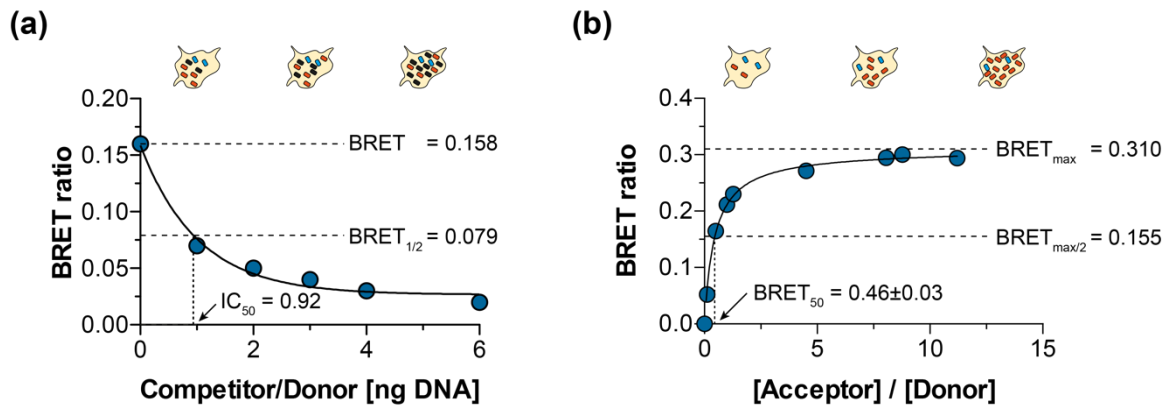 (a)
0.20
0.15
0.10
0.05
0.00
BRET ratio
BRET = 0.158
BRET1/2 = 0.079
IC50 = 0.92
0 2 4 6
Competitor/Donor [ng DNA]
(b)
0.4
0.3
0.2
0.1
0.0
BRET ratio
BRETmax = 0.310
BRETmax/2 = 0.155
BRET50 = 0.46±0.03
0 5 10 15
[Acceptor] / [Donor]